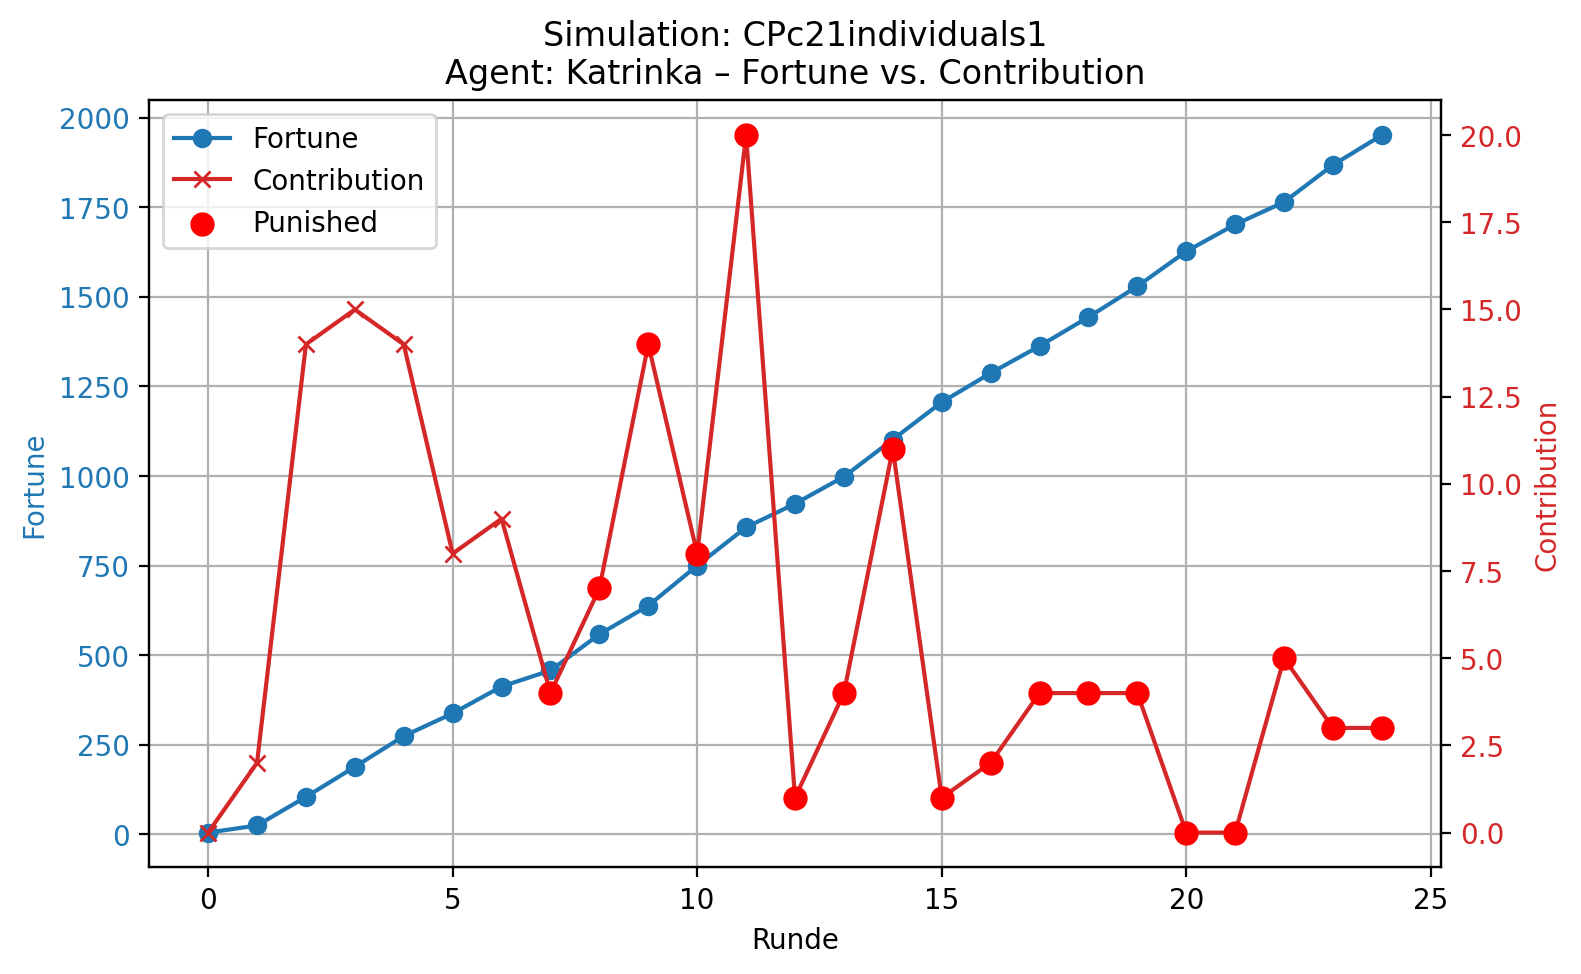 Simulation: CPc21individuals1
Agent: Katrinka – Fortune vs. Contribution
Fortune
Contribution
Punished
2000
1750
1500
1250
1000
750
500
250
0
Fortune
20.0
17.5
15.0
12.5
10.0
7.5
5.0
2.5
0.0
Contribution
0 5 10 15 20 25
Runde